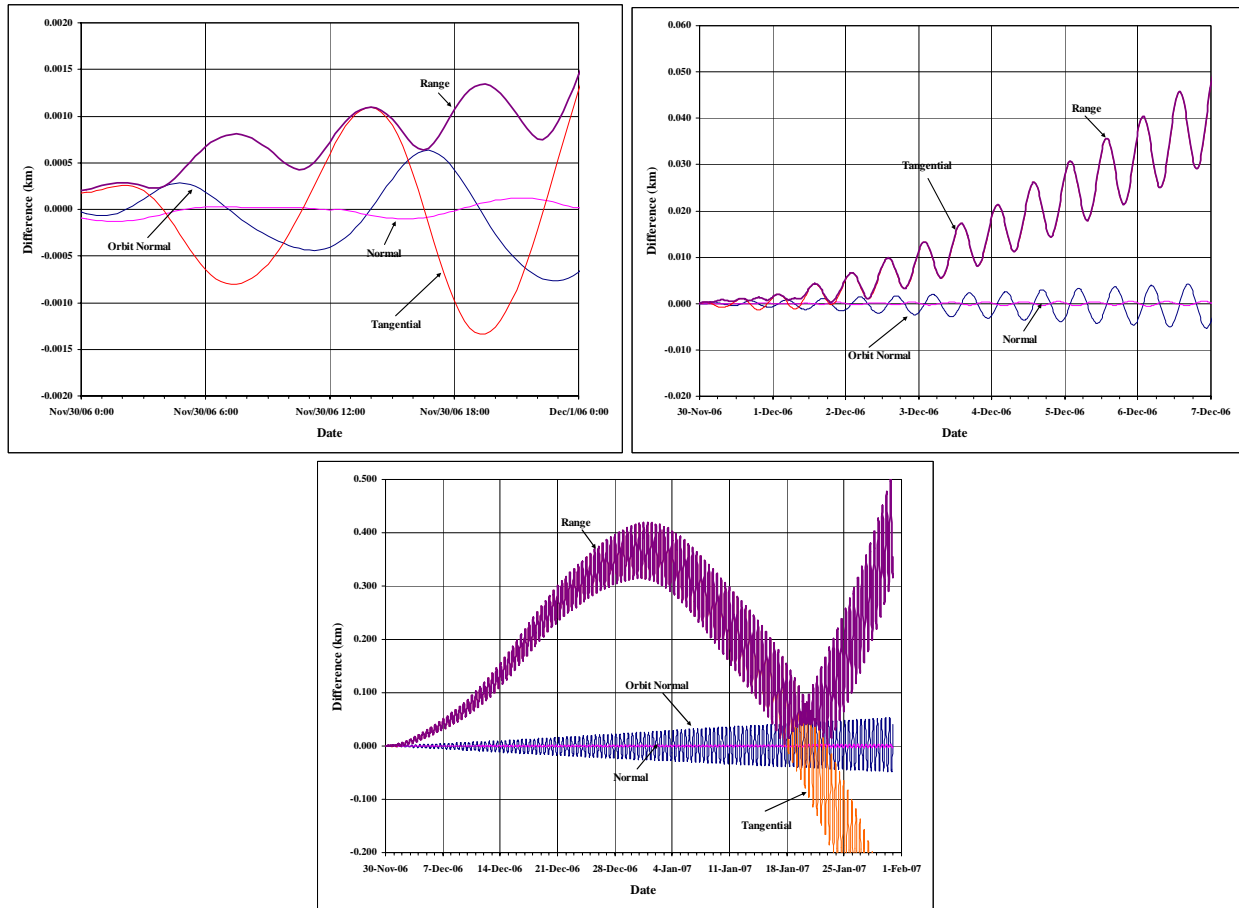 0.0020
0.0015
0.0010
0.0005
0.0000
-0.0005
-0.0010
-0.0015
-0.0020
Difference (km)
Range
Orbit Normal
Normal
Tangential
Nov/30/06 0:00 Nov/30/06 6:00 Nov/30/06 12:00 Nov/30/06 18:00 Dec/1/06 0:00
Date
0.060
0.050
0.040
0.030
0.020
0.010
0.000
-0.010
-0.020
Difference (km)
Range
Tangential
Normal
Orbit Normal
30-Nov-06 1-Dec-06 2-Dec-06 3-Dec-06 4-Dec-06 5-Dec-06 6-Dec-06 7-Dec-06
Date
0.500
0.400
0.300
0.200
0.100
0.000
-0.100
-0.200
Difference (km)
Range
Orbit Normal
Normal
Tangential
30-Nov-06 7-Dec-06 14-Dec-06 21-Dec-06 28-Dec-06 4-Jan-07 11-Jan-07 18-Jan-07 25-Jan-07 1-Feb-07
Date